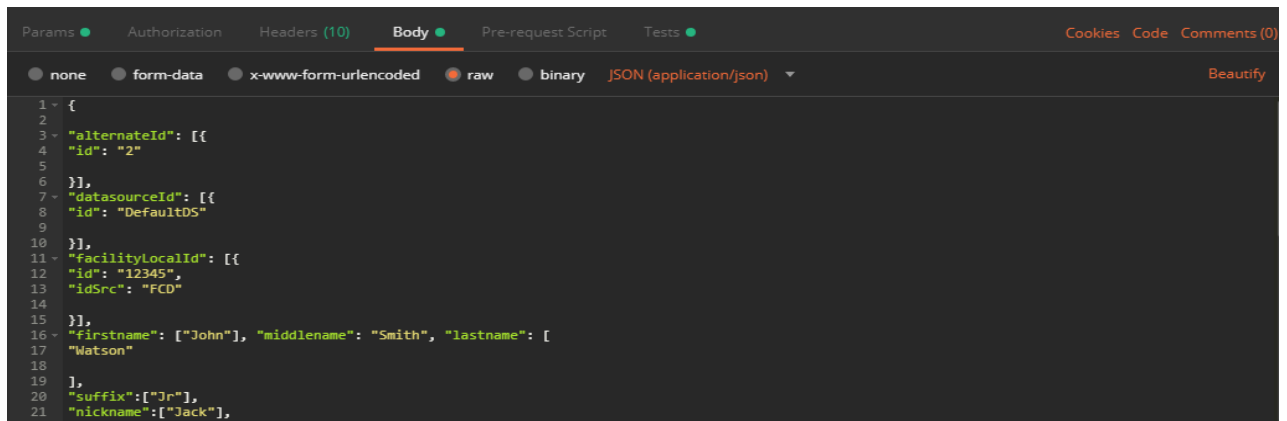 Params Authorization Headers (10) Body Pre-request Script Tests Cookies Code Comments (0)
none form-data x-www-form-urlencoded raw binary JSON (application/json) Beautify
1 {
2
3 "alternateId": [{
4 "id": "2"
5
6 }],
7 "datasourceId": [{
8 "id": "DefaultDS"
9
10 }],
11 "facilityLocalId": [{
12 "id": "12345",
13 "idSrc": "FCD"
14
15 }],
16 "firstname": ["John"], "middlename": "Smith", "lastname": [
17 "Watson"
18
19 ],
20 "suffix":["Jr"],
21 "nickname":["Jack"],